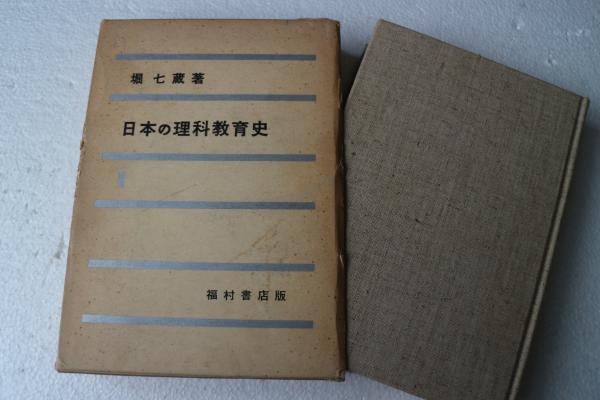 堀七蔵著
日本の理科教育史
福村書店版